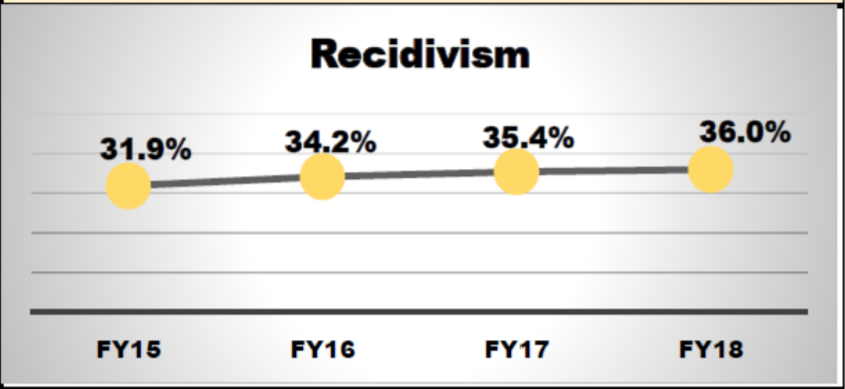 Recidivism
31.9%
34.2%
35.4%
36.0%
FY15
FY16
FY17
FY18